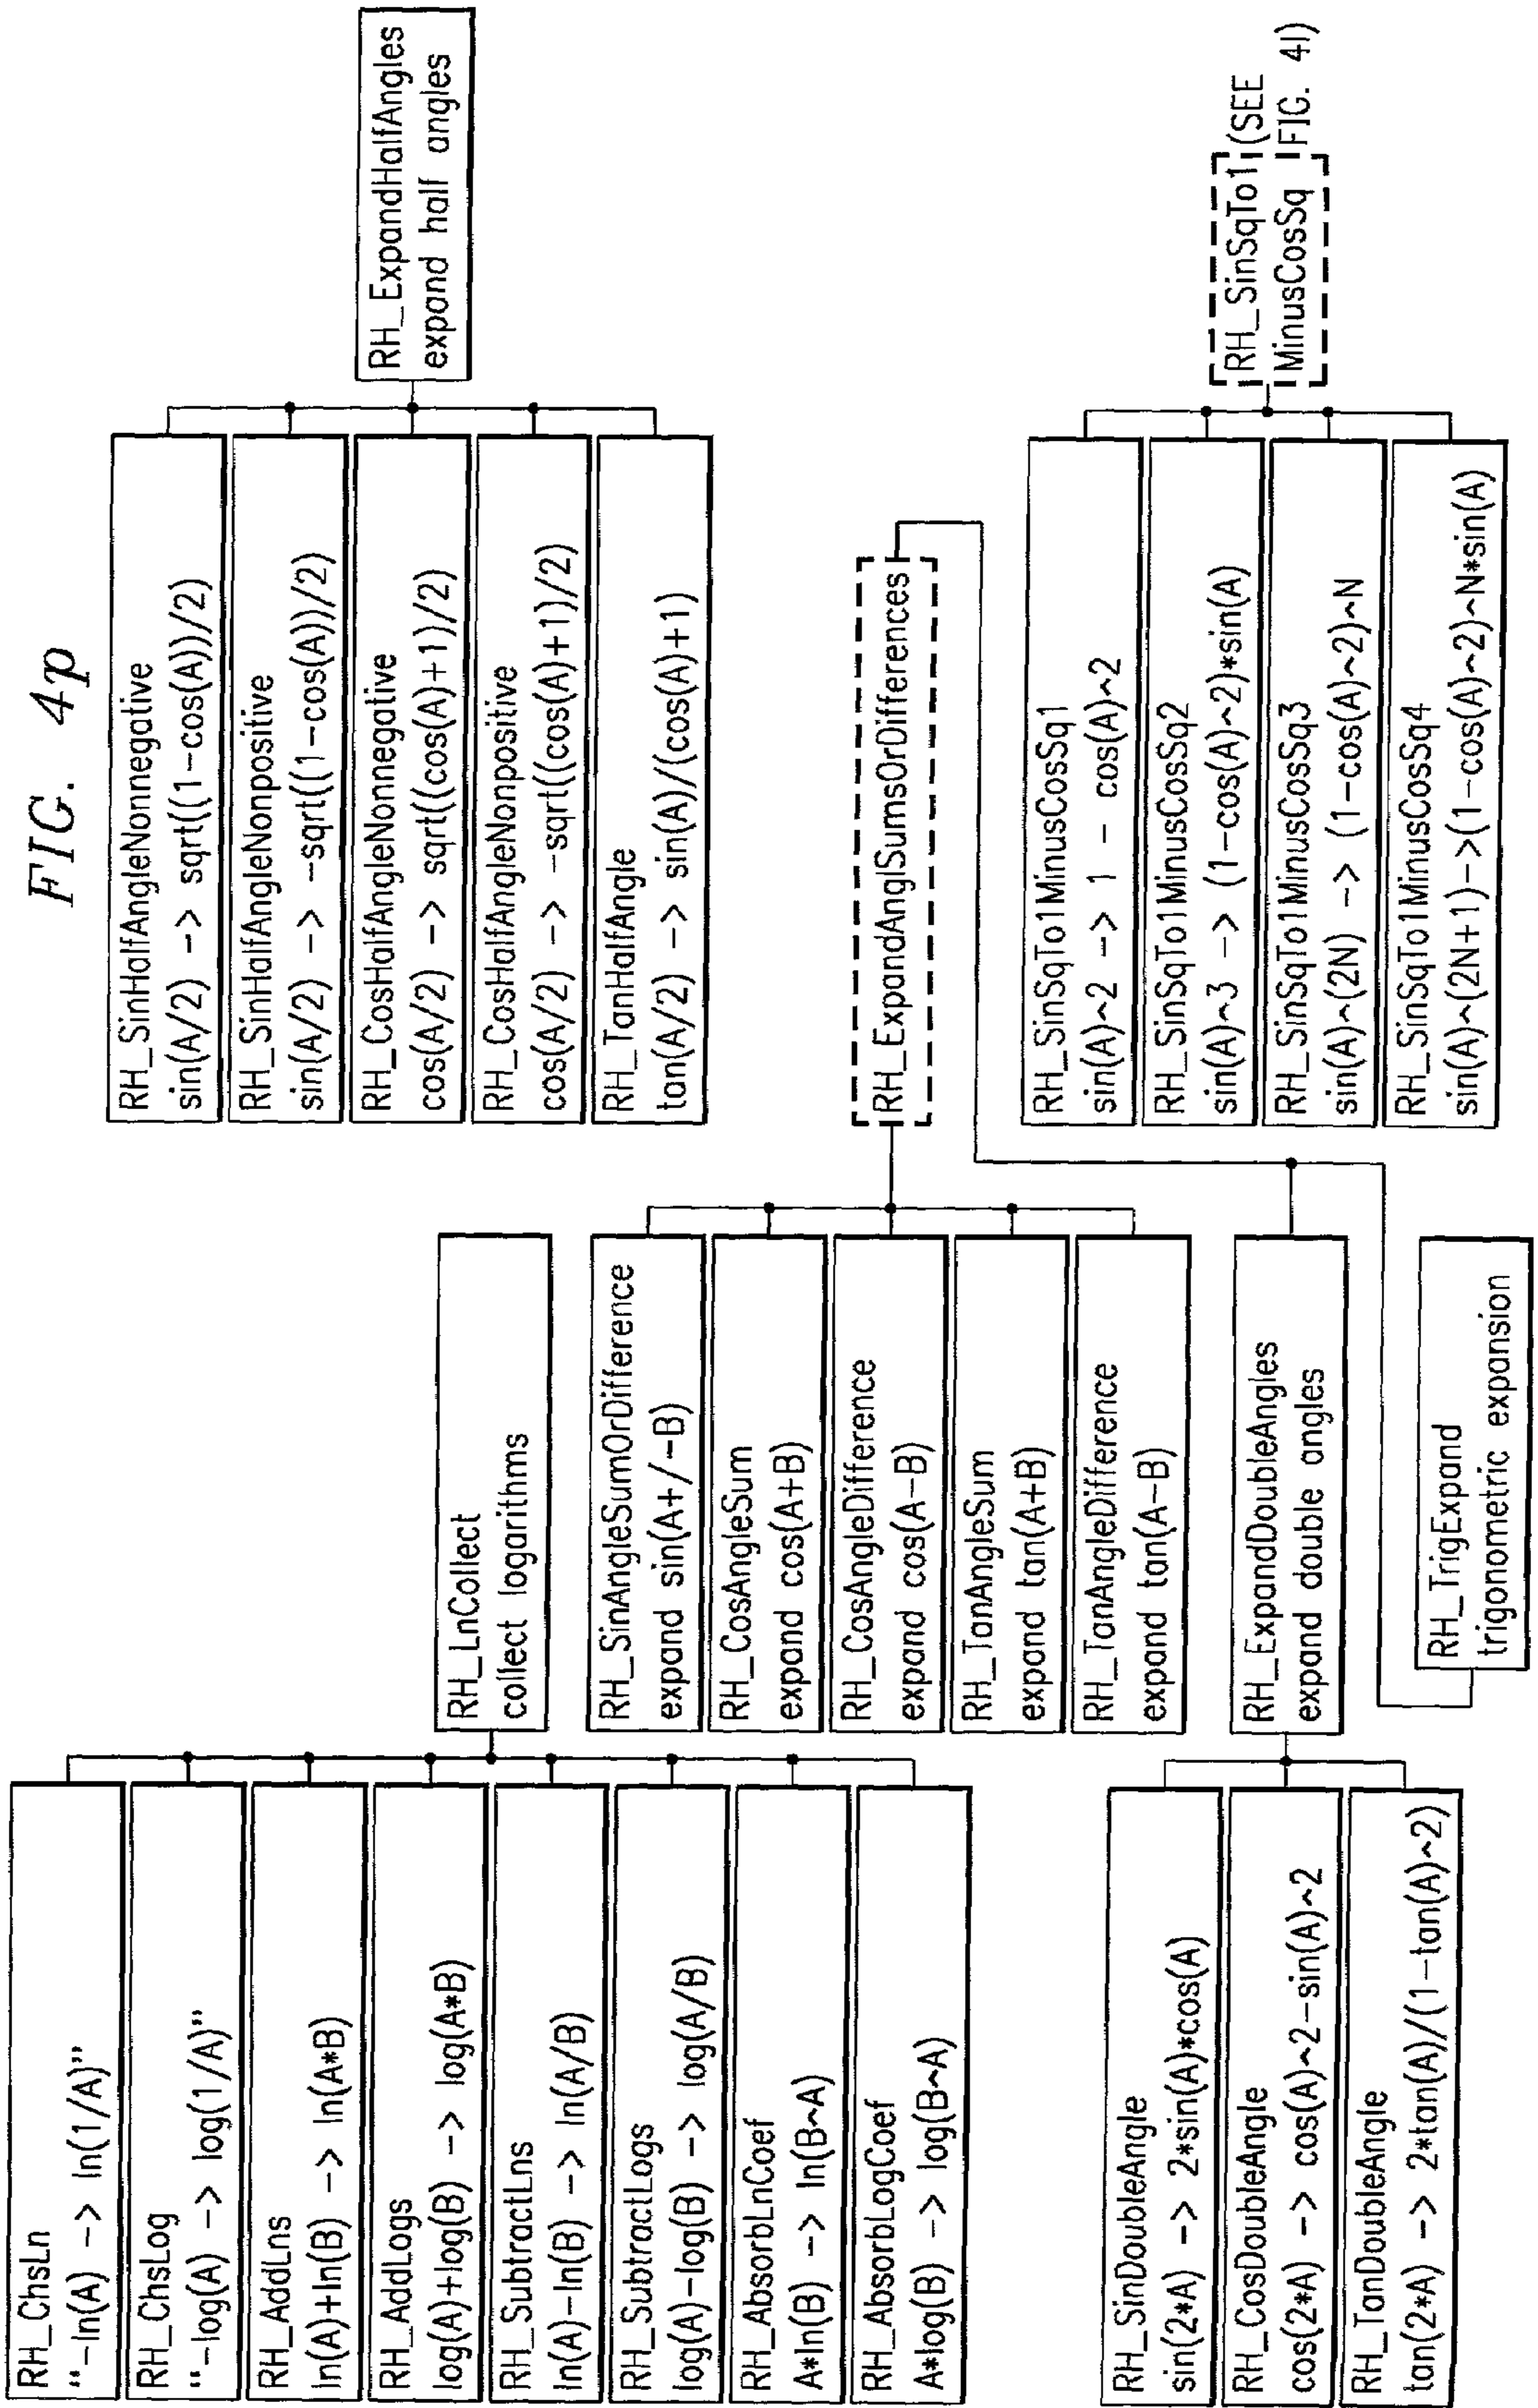 FIG. 4p
RH_ChsLn
"-ln(A) -> ln(1/A)"
RH_ChsLog
"-log(A) -> log(1/A)"
RH_AddLns
ln(A)+ln(B) -> ln(A*B)
RH_AddLogs
log(A)+log(B) -> log(A*B)
RH_SubtractLns
ln(A)-ln(B) -> ln(A/B)
RH_SubtractLogs
log(A)-log(B) -> log(A/B)
RH_AbsorbLnCoef
A*ln(B) -> ln(B^A)
RH_AbsorbLogCoef
A*log(B) -> log(B^A)
RH_LnCollect
collect logarithms
RH_SinHalfAngleNonnegative
sin(A/2) -> sqrt((1-cos(A))/2)
RH_SinHalfAngleNonpositive
sin(A/2) -> -sqrt((1-cos(A))/2)
RH_CosHalfAngleNonnegative
cos(A/2) -> sqrt((cos(A)+1)/2)
RH_CosHalfAngleNonpositive
cos(A/2) -> -sqrt((cos(A)+1)/2)
RH_TanHalfAngle
tan(A/2) -> sin(A)/(cos(A)+1)
RH_ExpandHalfAngles
expand half angles
RH_SinAngleSumOrDifference
expand sin(A+/-B)
RH_CosAngleSum
expand cos(A+B)
RH_CosAngleDifference
expand cos(A-B)
RH_TanAngleSum
expand tan(A+B)
RH_TanAngleDifference
expand tan(A-B)
RH_ExpandAnglSumsOrDifferences
RH_SinDoubleAngle
sin(2*A) -> 2*sin(A)*cos(A)
RH_CosDoubleAngle
cos(2*A) -> cos(A)^2-sin(A)^2
RH_TanDoubleAngle
tan(2*A) -> 2*tan(A)/(1-tan(A)^2)
RH_ExpandDoubleAngles
expand double angles
RH_TrigExpand
trigonometric expansion
RH_SinSqTo1MinusCosSq1
sin(A)^2 -> 1 - cos(A)^2
RH_SinSqTo1MinusCosSq2
sin(A)^3 -> (1-cos(A)^2)*sin(A)
RH_SinSqTo1MinusCosSq3
sin(A)^(2N) -> (1-cos(A)^2)^N
RH_SinSqTo1MinusCosSq4
sin(A)^(2N+1)->(1-cos(A)^2)^N*sin(A)
RH_SinSqTo1
MinusCosSq
(SEE
FIG. 4l)